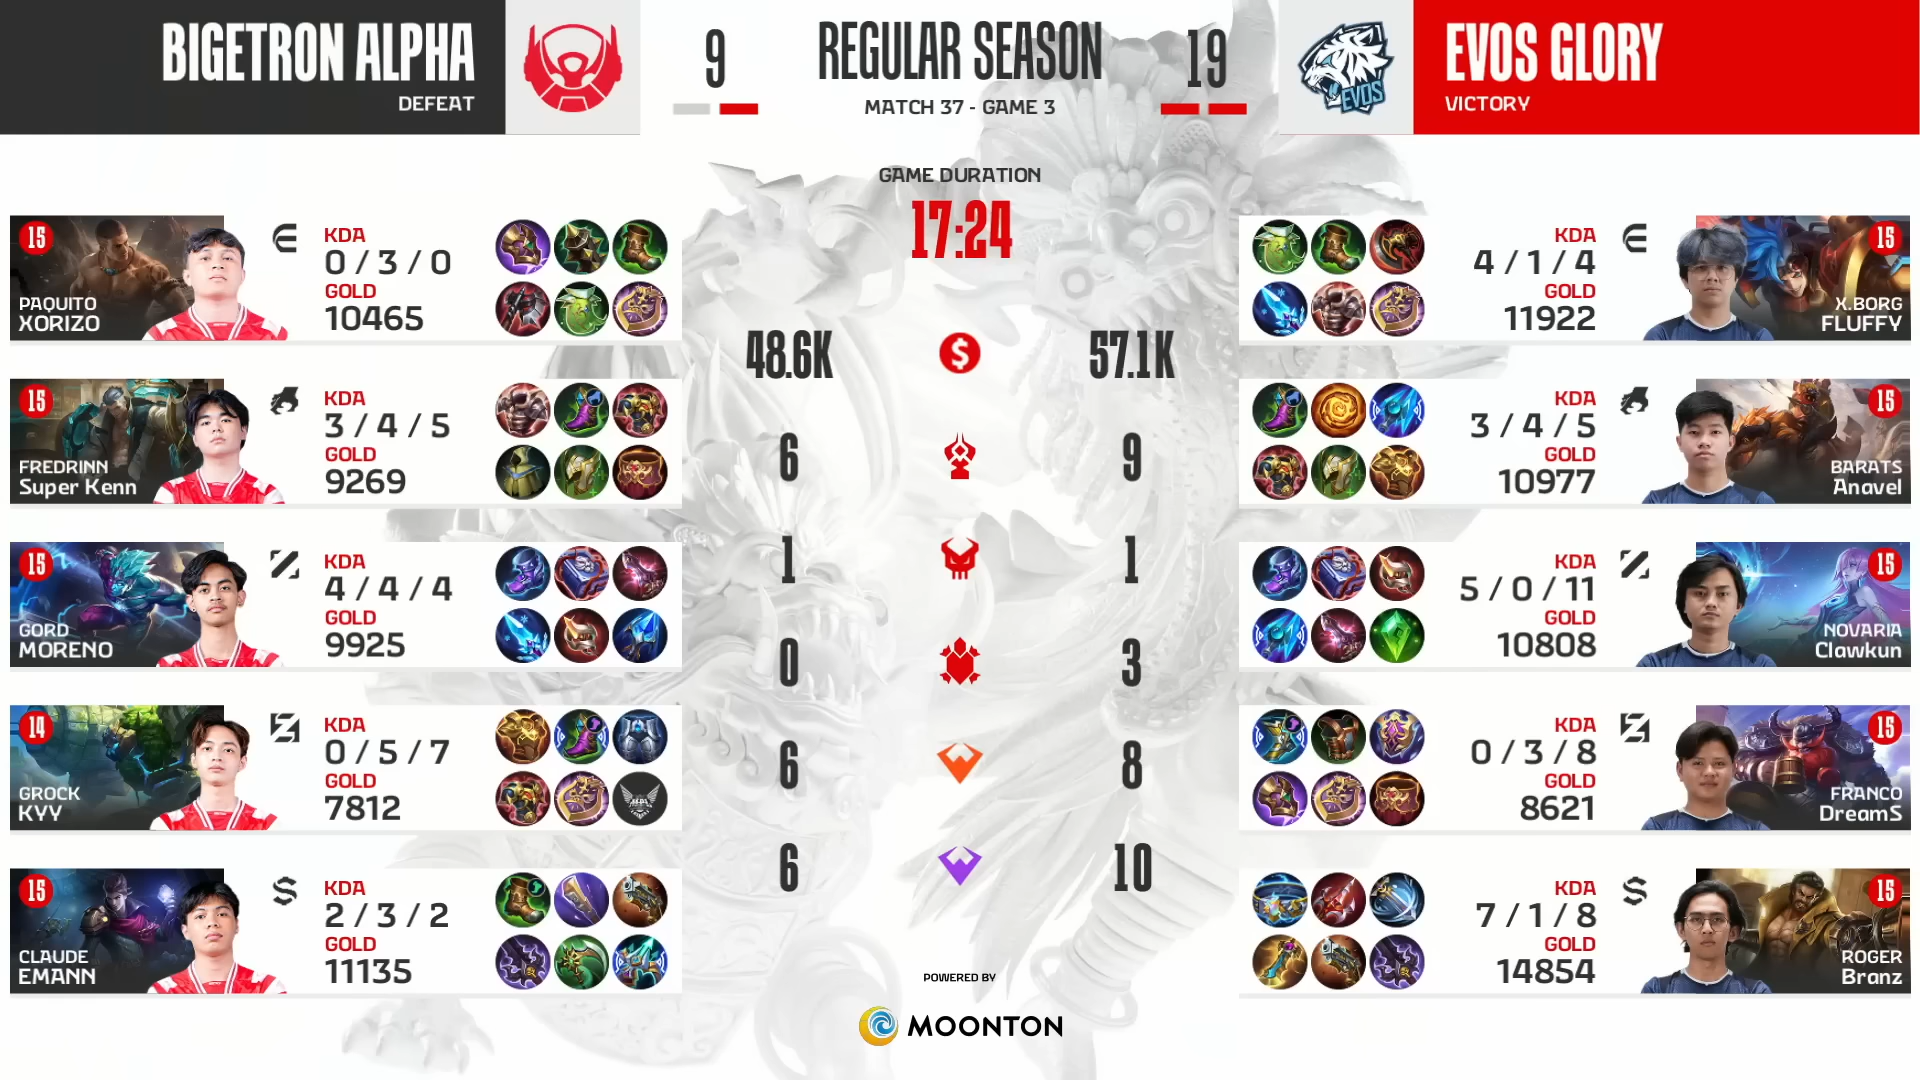 BIGETRON ALPHA
DEFEAT
9
REGULAR SEASON
MATCH 37 - GAME 3
19
EVOS
EVOS GLORY
VICTORY
GAME DURATION
17:24
15
PAQUITO
XORIZO
KDA
0 / 3 / 0
GOLD
10465
15
FREDRINN
Super Kenn
KDA
3 / 4 / 5
GOLD
9269
15
GORD
MORENO
KDA
4 / 4 / 4
GOLD
9925
14
GROCK
KYY
KDA
0 / 5 / 7
GOLD
7812
15
CLAUDE
EMANN
KDA
2 / 3 / 2
GOLD
11135
48.6K 57.1K
6 9
1 1
0 3
6 8
6 10
KDA
4 / 1 / 4
GOLD
11922
15
X.BORG
FLUFFY
KDA
3 / 4 / 5
GOLD
10977
15
BARATS
Anavel
KDA
5 / 0 / 11
GOLD
10808
15
NOVARIA
Clawkun
KDA
0 / 3 / 8
GOLD
8621
15
FRANCO
DreamS
KDA
7 / 1 / 8
GOLD
14854
15
ROGER
Branz
POWERED BY
MOONTON